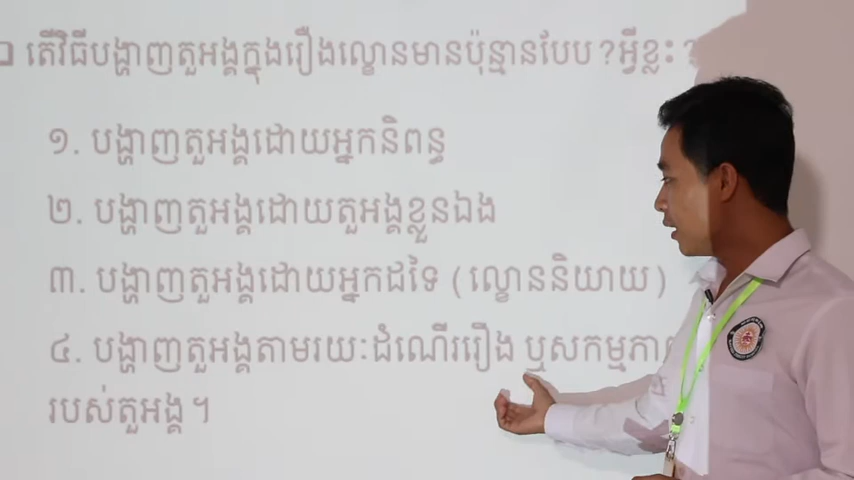 តើវិធីបង្ហាញតួអង្គក្នុងរឿងល្ខោនមានប៉ុន្មានបែប?អ្វីខ្លះ?
១. បង្ហាញតួអង្គដោយអ្នកនិពន្ធ
២. បង្ហាញតួអង្គដោយតួអង្គខ្លួនឯង
៣. បង្ហាញតួអង្គដោយអ្នកដទៃ (ល្ខោននិយាយ)
៤. បង្ហាញតួអង្គតាមរយៈដំណើររឿង ឬ
របស់តួអង្គ។